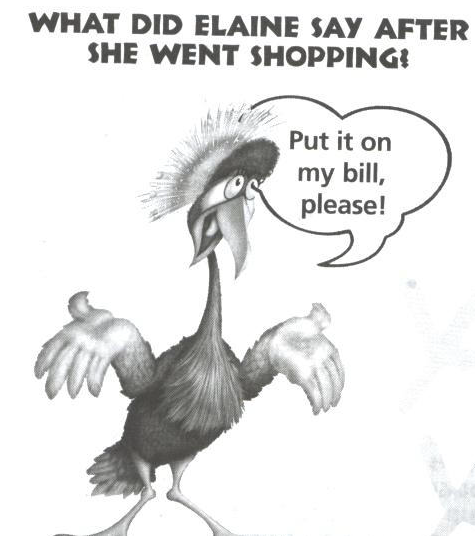 WHAT DID ELAINE SAY AFTER
SHE WENT SHOPPING?
Put it on
my bill,
please!